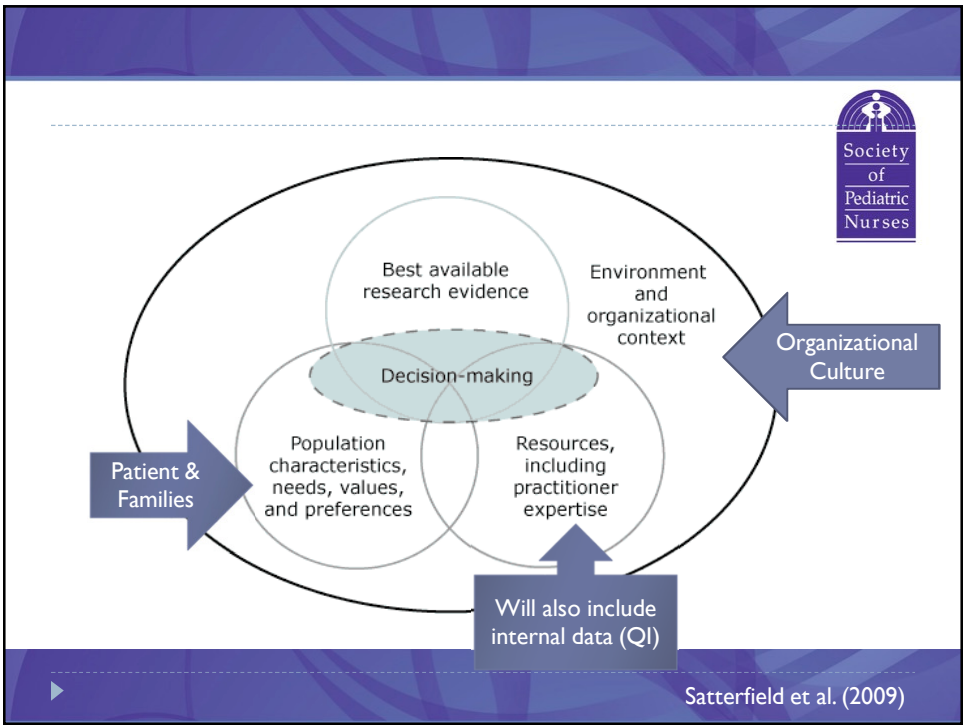 Society
of
Pediatric
Nurses
Best available
research evidence
Environment
and
organizational
context
Organizational
Culture
Decision-making
Population
characteristics,
needs, values,
and preferences
Resources,
including
practitioner
expertise
Patient &
Families
Will also include
internal data (QI)
Satterfield et al. (2009)